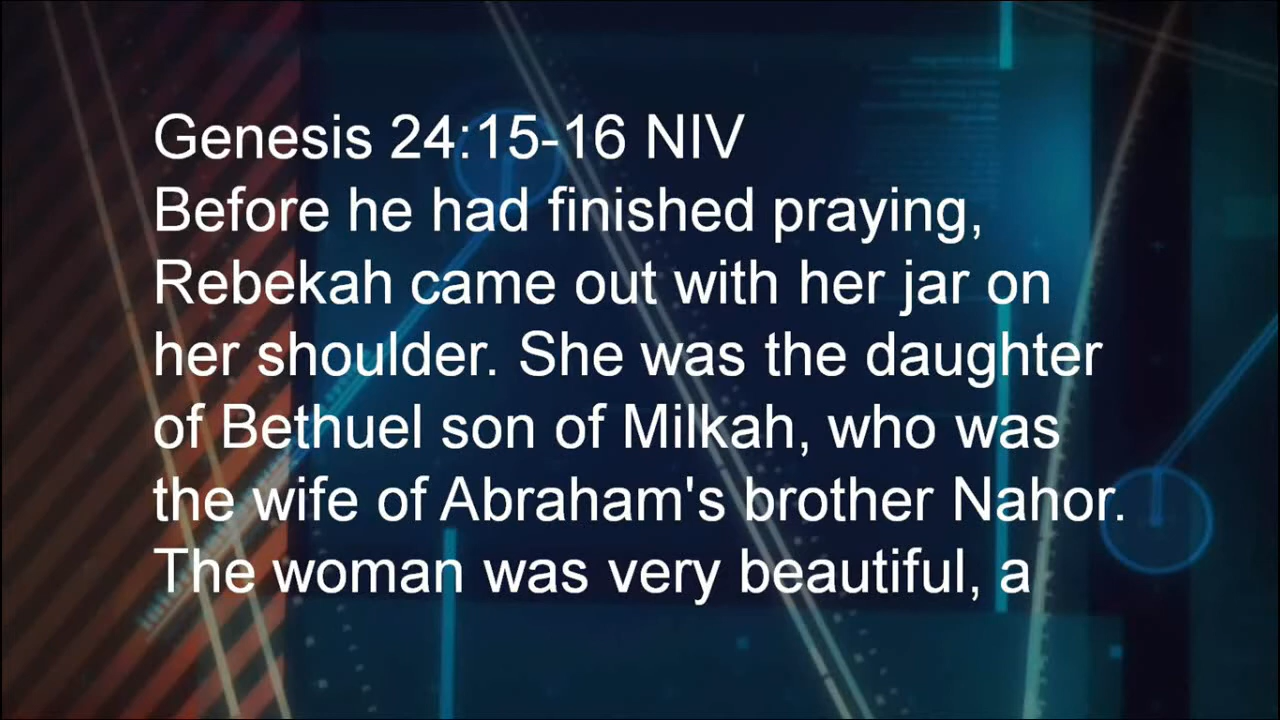 Genesis 24:15-16 NIV
Before he had finished praying,
Rebekah came out with her jar on
her shoulder. She was the daughter
of Bethuel son of Milkah, who was
the wife of Abraham's brother Nahor.
The woman was very beautiful, a